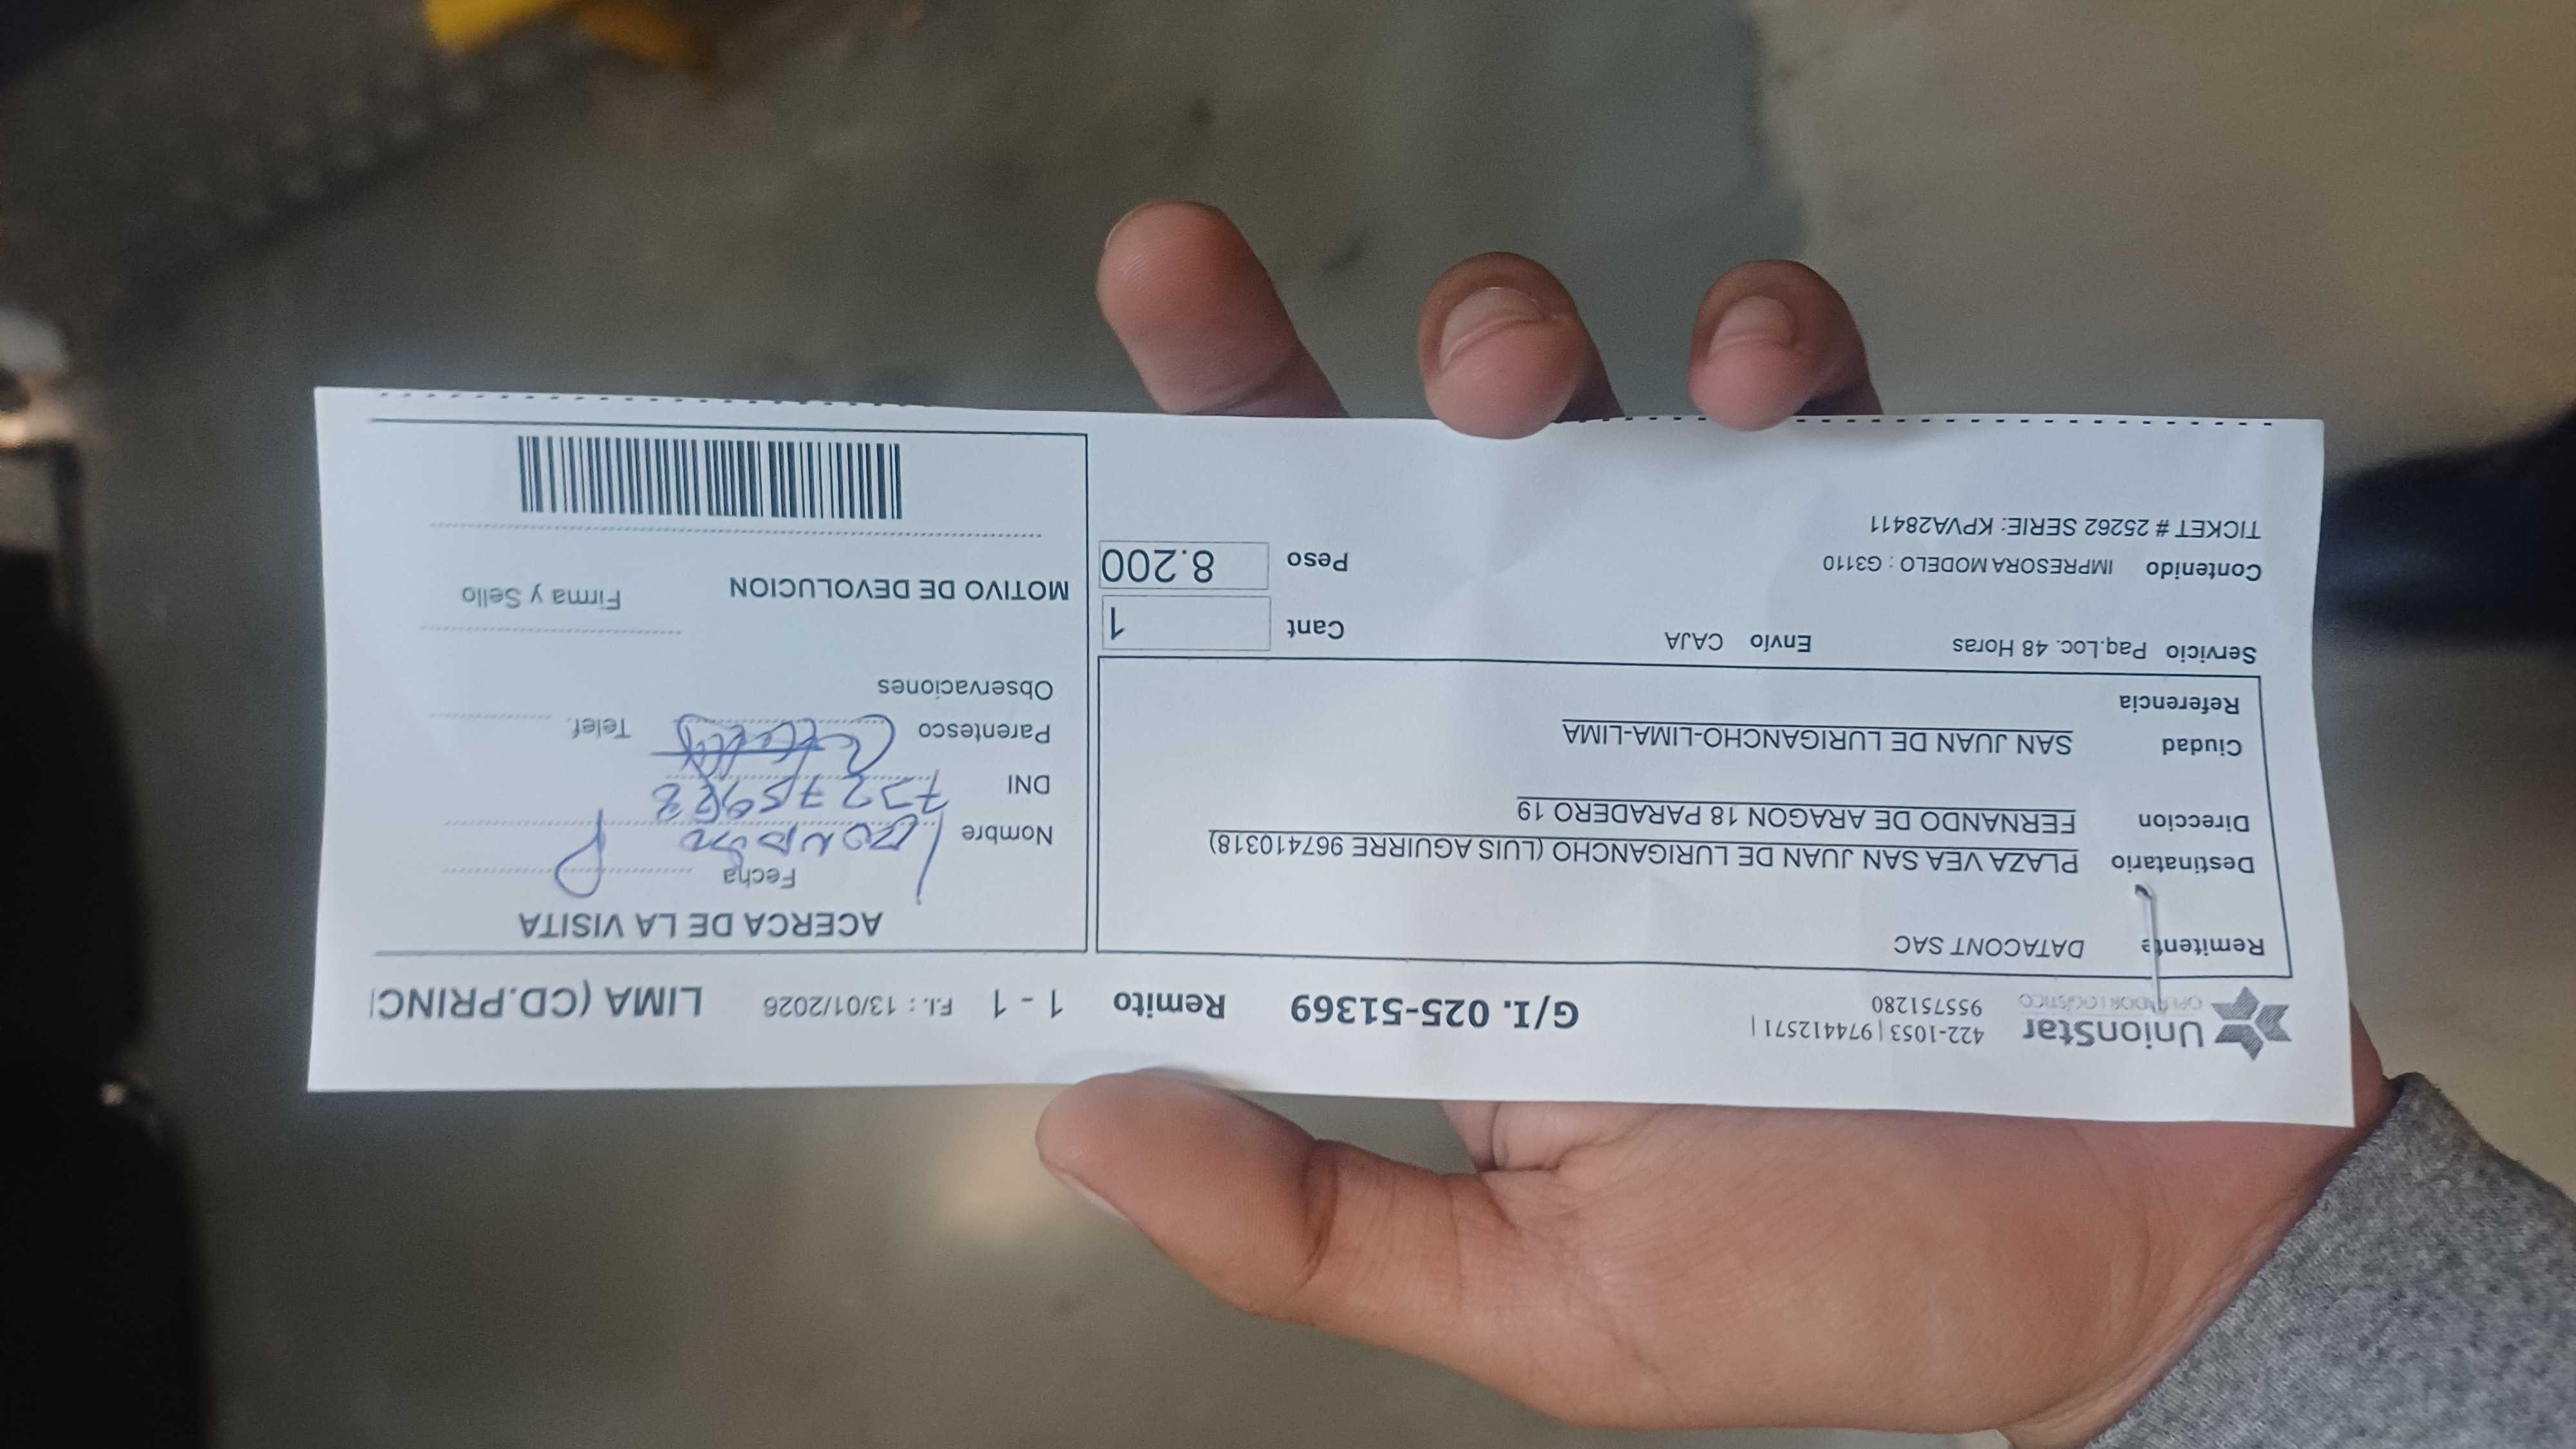 UnionStar
OPERADOR LOGISTICO
422-1053 | 974412571 |
955751280
G/I. 025-51369
Remito 1 - 1
F.I. : 13/01/2026
LIMA (CD.PRINC
Remitente DATACONT SAC
Destinatario PLAZA VEA SAN JUAN DE LURIGANCHO (LUIS AGUIRRE 967410318)
Direccion FERNANDO DE ARAGON 18 PARADERO 19
Ciudad SAN JUAN DE LURIGANCHO-LIMA-LIMA
Referencia
Servicio Paq.Loc. 48 Horas Envío CAJA
Cant 1
Contenido IMPRESORA MODELO : G3110
Peso 8.200
TICKET # 25262 SERIE: KPVA28411
ACERCA DE LA VISITA
Fecha
Nombre
DNI
Parentesco Telef.
Observaciones
MOTIVO DE DEVOLUCION
Firma y Sello